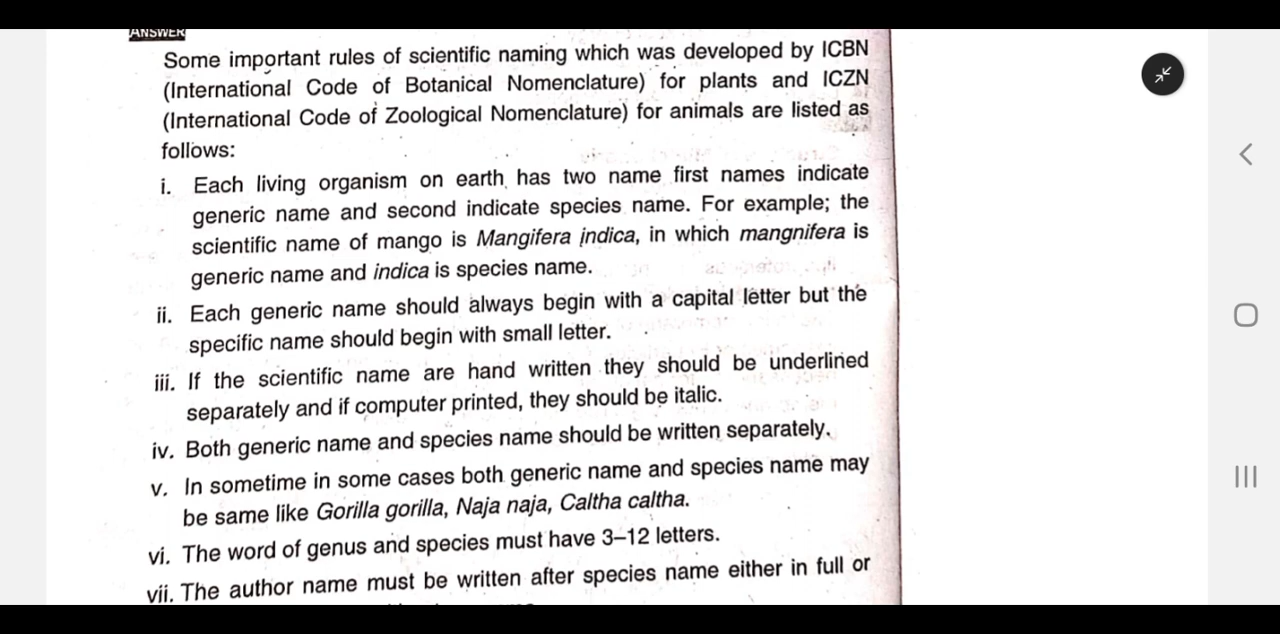 ANSWER
Some important rules of scientific naming which was developed by ICBN
(International Code of Botanical Nomenclature) for plants and ICZN
(International Code of Zoological Nomenclature) for animals are listed as
follows:
i. Each living organism on earth has two name first names indicate
generic name and second indicate species name. For example; the
scientific name of mango is Mangifera indica, in which mangnifera is
generic name and indica is species name.
ii. Each generic name should always begin with a capital letter but the
specific name should begin with small letter.
iii. If the scientific name are hand written they should be underlined
separately and if computer printed, they should be italic.
iv. Both generic name and species name should be written separately.
v. In sometime in some cases both generic name and species name may
be same like Gorilla gorilla, Naja naja, Caltha caltha.
vi. The word of genus and species must have 3–12 letters.
vii. The author name must be written after species name either in full or